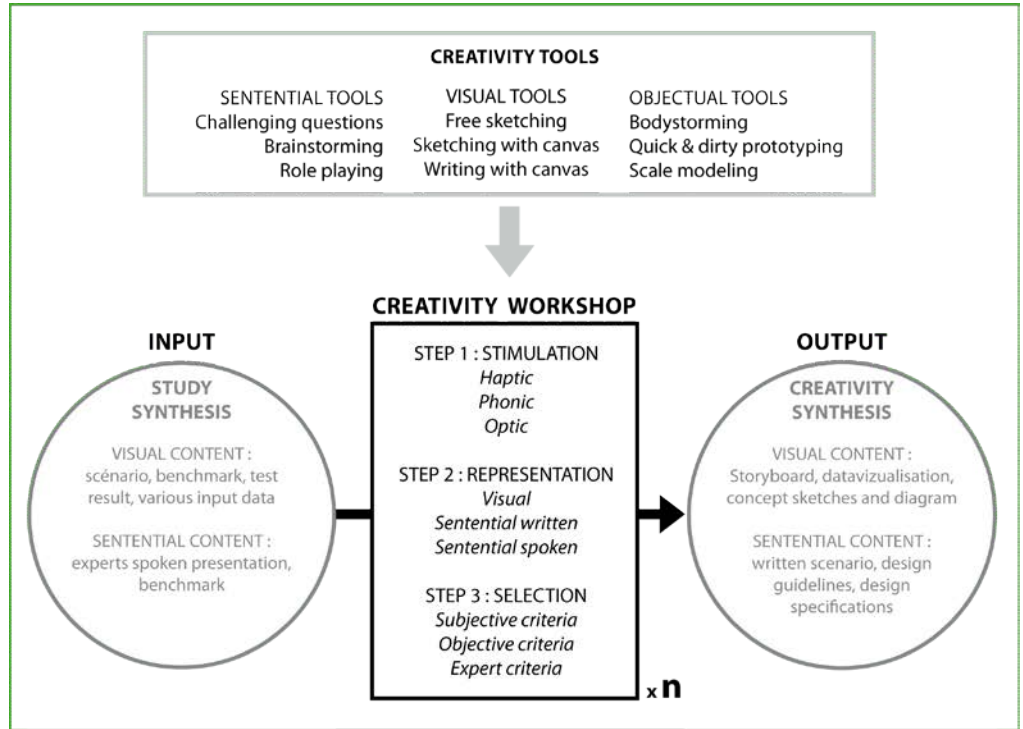 CREATIVITY TOOLS
SENTENTIAL TOOLS
Challenging questions
Brainstorming
Role playing
VISUAL TOOLS
Free sketching
Sketching with canvas
Writing with canvas
OBJECTUAL TOOLS
Bodystorming
Quick & dirty prototyping
Scale modeling
INPUT
STUDY
SYNTHESIS
VISUAL CONTENT :
scénario, benchmark, test
result, various input data
SENTENTIAL CONTENT :
experts spoken presentation,
benchmark
CREATIVITY WORKSHOP
STEP 1 : STIMULATION
Haptic
Phonic
Optic
STEP 2 : REPRESENTATION
Visual
Sentential written
Sentential spoken
STEP 3 : SELECTION
Subjective criteria
Objective criteria
Expert criteria
x n
OUTPUT
CREATIVITY
SYNTHESIS
VISUAL CONTENT :
Storyboard, datavizualisation,
concept sketches and diagram
SENTENTIAL CONTENT :
written scenario, design
guidelines, design
specifications